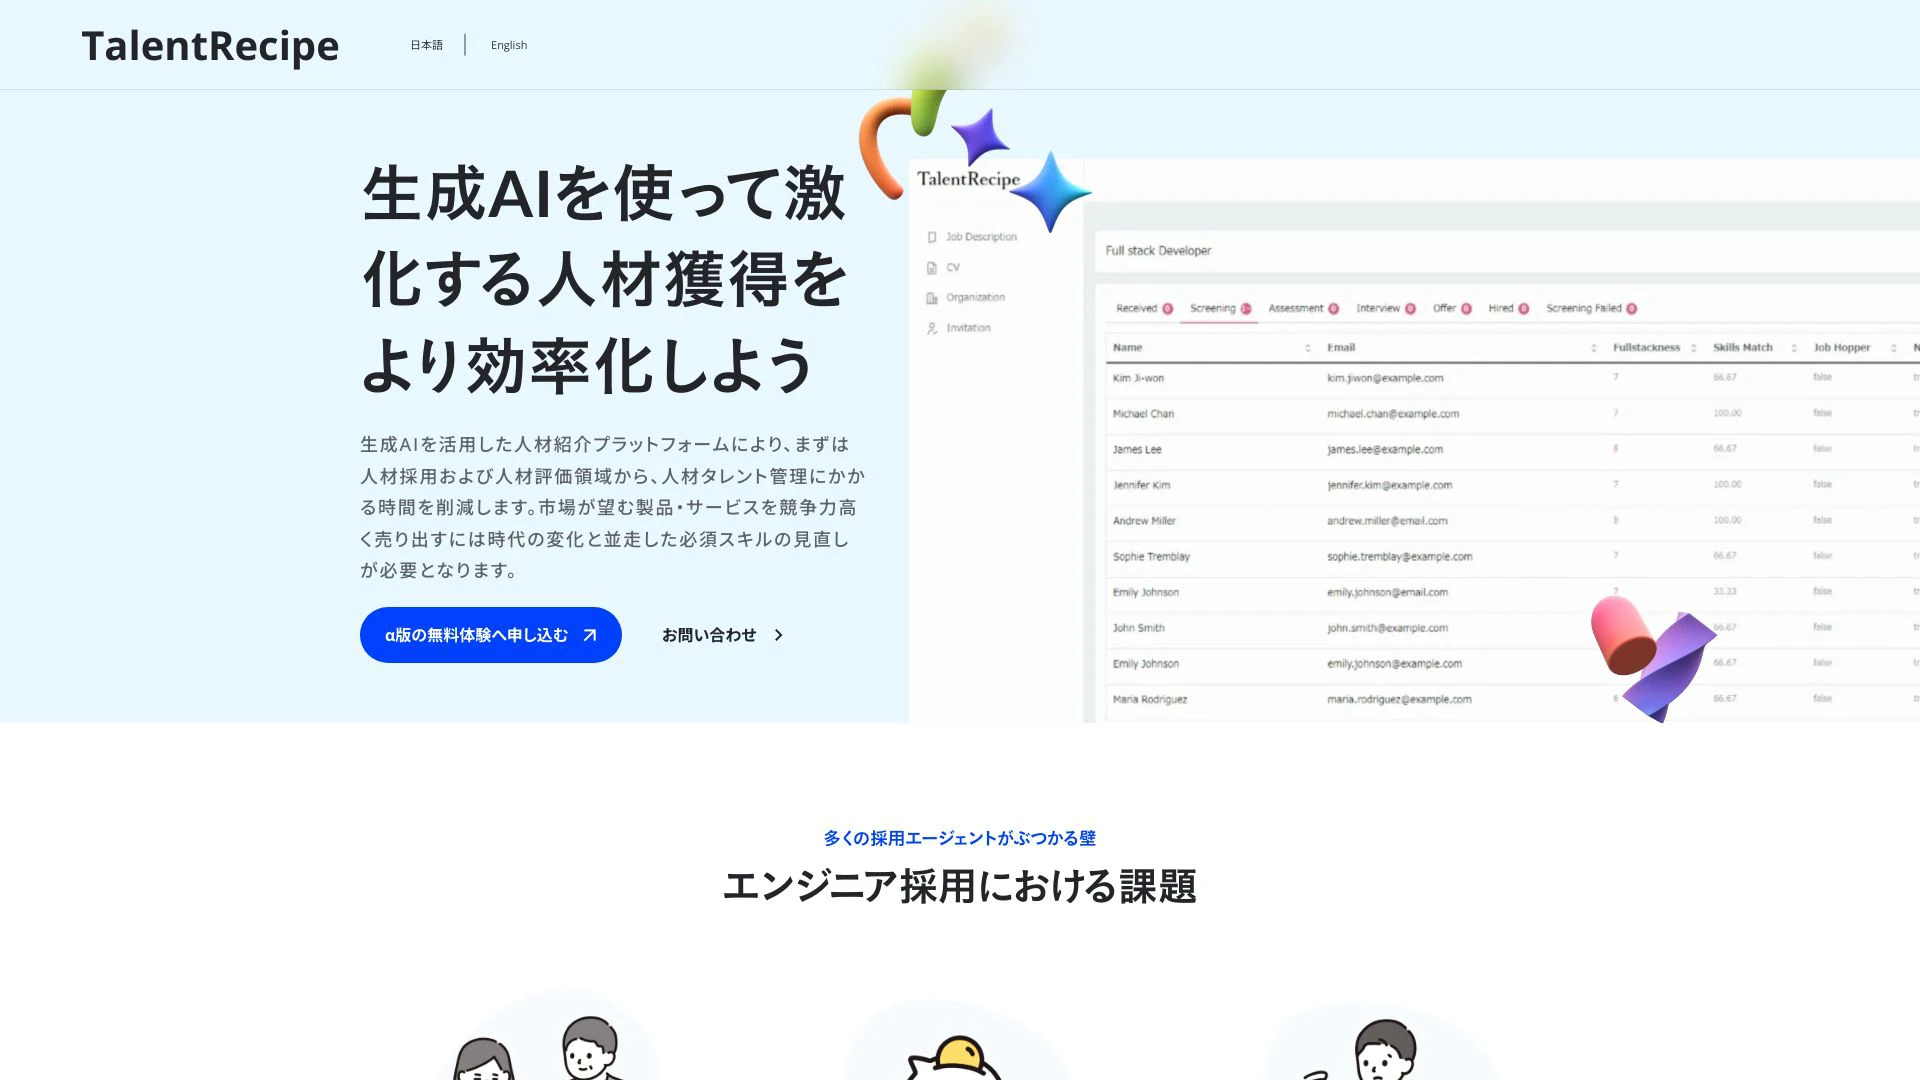 TalentRecipe
日本語
English
生成AIを使って激
化する人材獲得を
より効率化しよう
生成AIを活用した人材紹介プラットフォームにより、まずは
人材採用および人材評価領域から、人材タレント管理にかか
る時間を削減します。市場が望む製品・サービスを競争力高
く売り出すには時代の変化と並走した必須スキルの見直し
が必要となります。
α版の無料体験へ申し込む
お問い合わせ
TalentRecipe
Job Description
CV
Organization
Invitation
Full stack Developer
Received 0 Screening Assessment 0 Interview 0 Offer 0 Hired 0 Screening Failed 0
Name Email Fullstackness Skills Match Job Hopper
Kim Ji-won kim.jiwon@example.com 7 66.67 false
Michael Chan michael.chan@example.com 7 100.00 false
James Lee james.lee@example.com 8 66.67 false
Jennifer Kim jennifer.kim@example.com 7 100.00 false
Andrew Miller andrew.miller@email.com 8 100.00 false
Sophie Tremblay sophie.tremblay@example.com 7 66.67 false
Emily Johnson emily.johnson@email.com 7 33.33 false
John Smith john.smith@example.com 66.67 false
Emily Johnson emily.johnson@example.com 66.67 false
Maria Rodriguez maria.rodriguez@example.com 6 66.67 false
多くの採用エージェントがぶつかる壁
エンジニア採用における課題